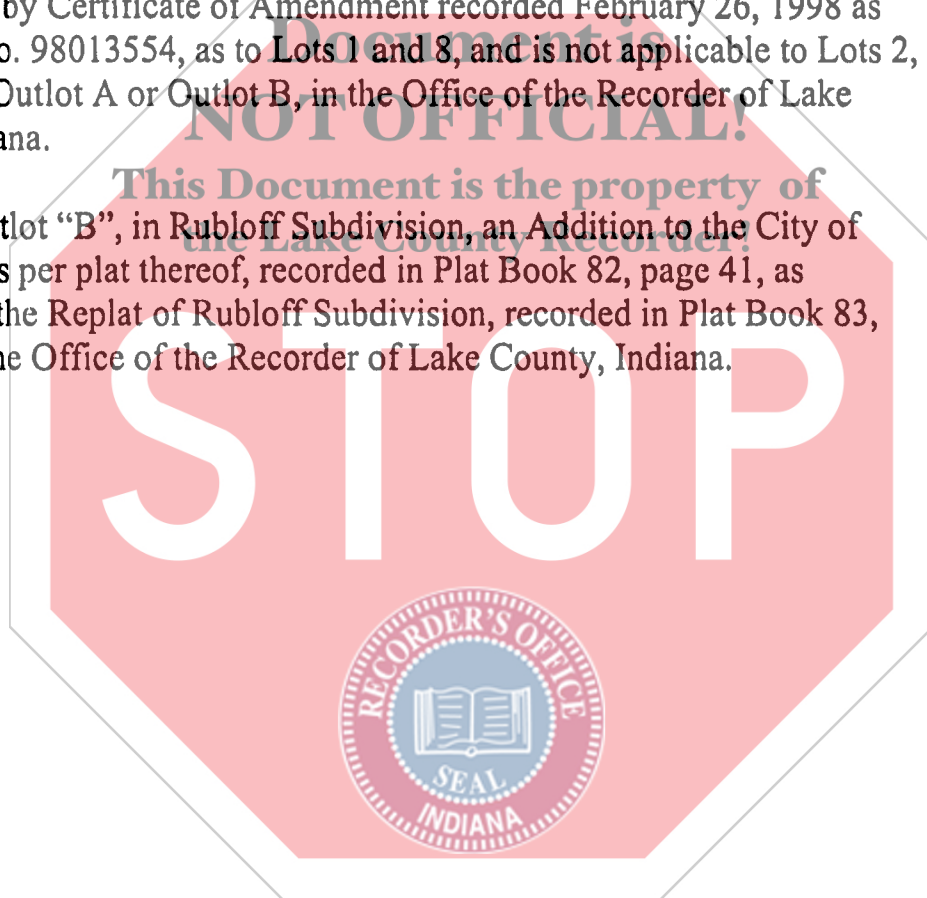 by Certificate of Amendment recorded February 26, 1998 as
o. 98013554, as to Lots 1 and 8, and is not applicable to Lots 2,
Outlot A or Outlot B, in the Office of the Recorder of Lake
ana.
tlot “B”, in Rubloff Subdivision, an Addition to the City of
s per plat thereof, recorded in Plat Book 82, page 41, as
the Replat of Rubloff Subdivision, recorded in Plat Book 83,
e Office of the Recorder of Lake County, Indiana.
Document is
NOT OFFICIAL!
This Document is the property of
the Lake County Recorder!
STOP
RECORDER'S OFFICE
SEAL
INDIANA